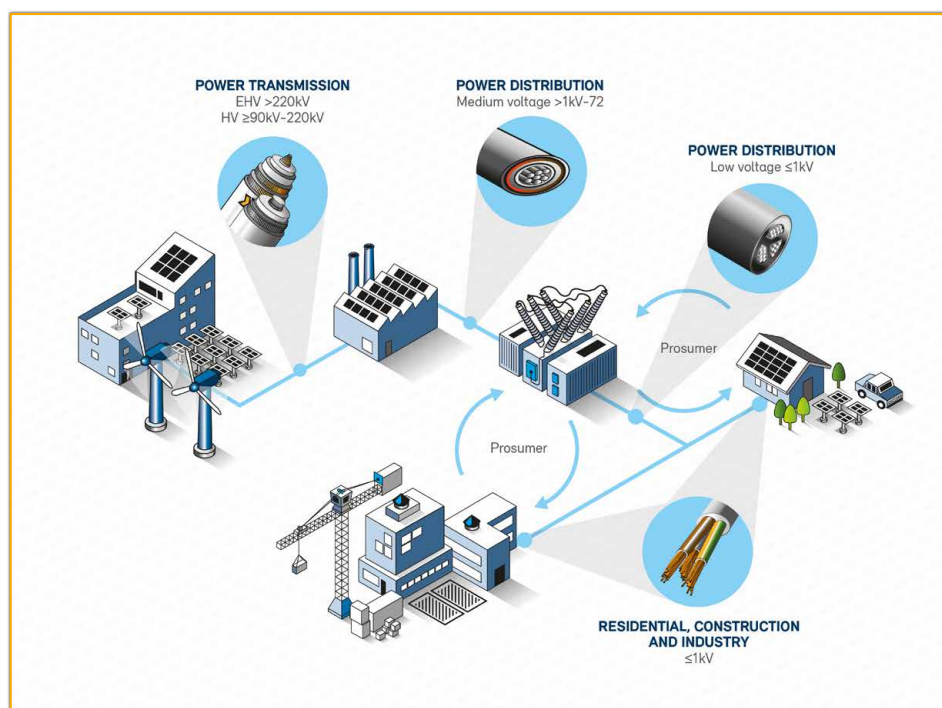 POWER TRANSMISSION
EHV >220kV
HV ≥90kV-220kV
POWER DISTRIBUTION
Medium voltage >1kV-72
POWER DISTRIBUTION
Low voltage ≤1kV
Prosumer
Prosumer
RESIDENTIAL, CONSTRUCTION
AND INDUSTRY
≤1kV